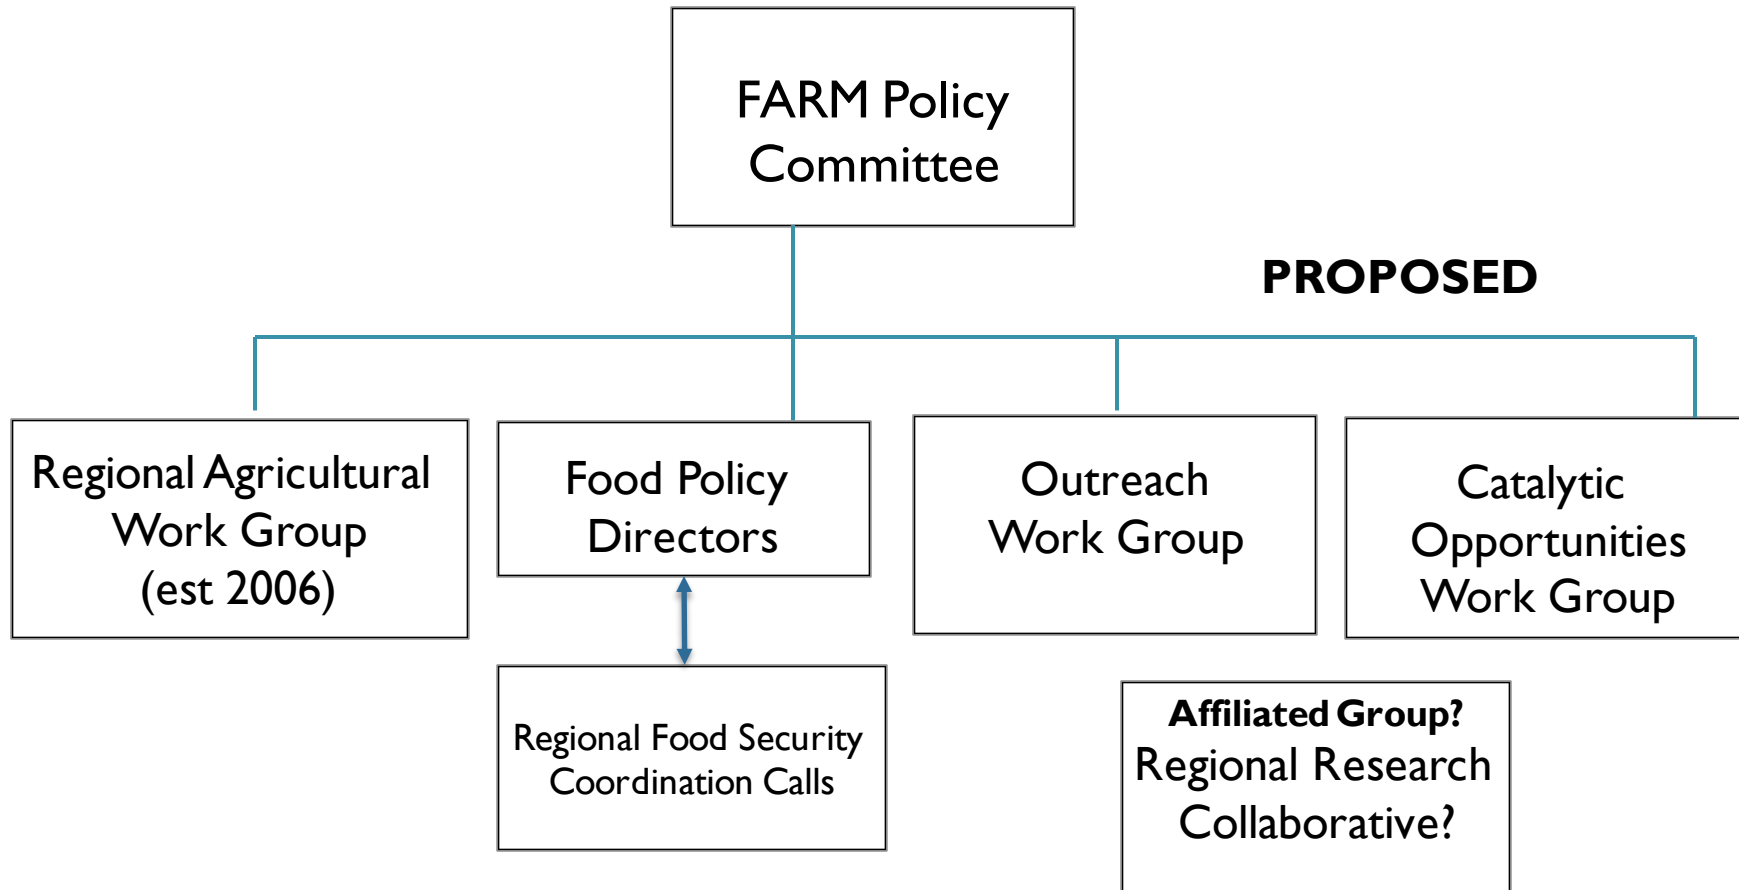 FARM Policy
Committee
PROPOSED
Regional Agricultural
Work Group
(est 2006)
Food Policy
Directors
Outreach
Work Group
Catalytic
Opportunities
Work Group
Regional Food Security
Coordination Calls
Affiliated Group?
Regional Research
Collaborative?